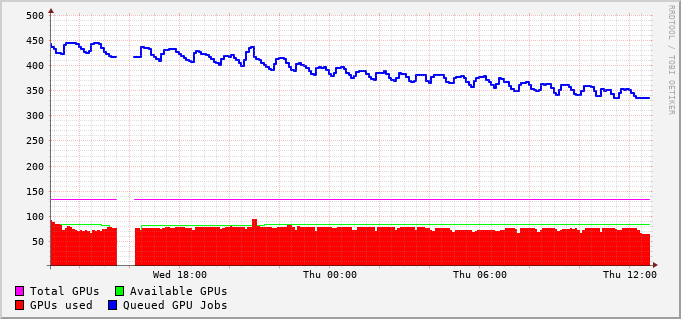 RRDTOOL / TOBI OETIKER
500
450
400
350
300
250
200
150
100
50
Wed 18:00 Thu 00:00 Thu 06:00 Thu 12:00
Total GPUs Available GPUs
GPUs used Queued GPU Jobs